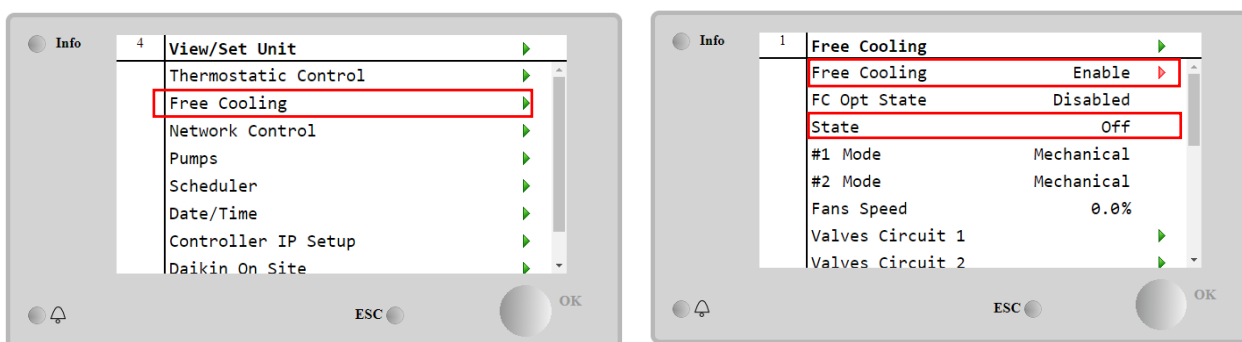 Info
4 View/Set Unit
Thermostatic Control
Free Cooling
Network Control
Pumps
Scheduler
Date/Time
Controller IP Setup
Daikin On Site
ESC
OK
Info
1 Free Cooling
Free Cooling Enable
FC Opt State Disabled
State Off
#1 Mode Mechanical
#2 Mode Mechanical
Fans Speed 0.0%
Valves Circuit 1
Valves Circuit 2
ESC
OK